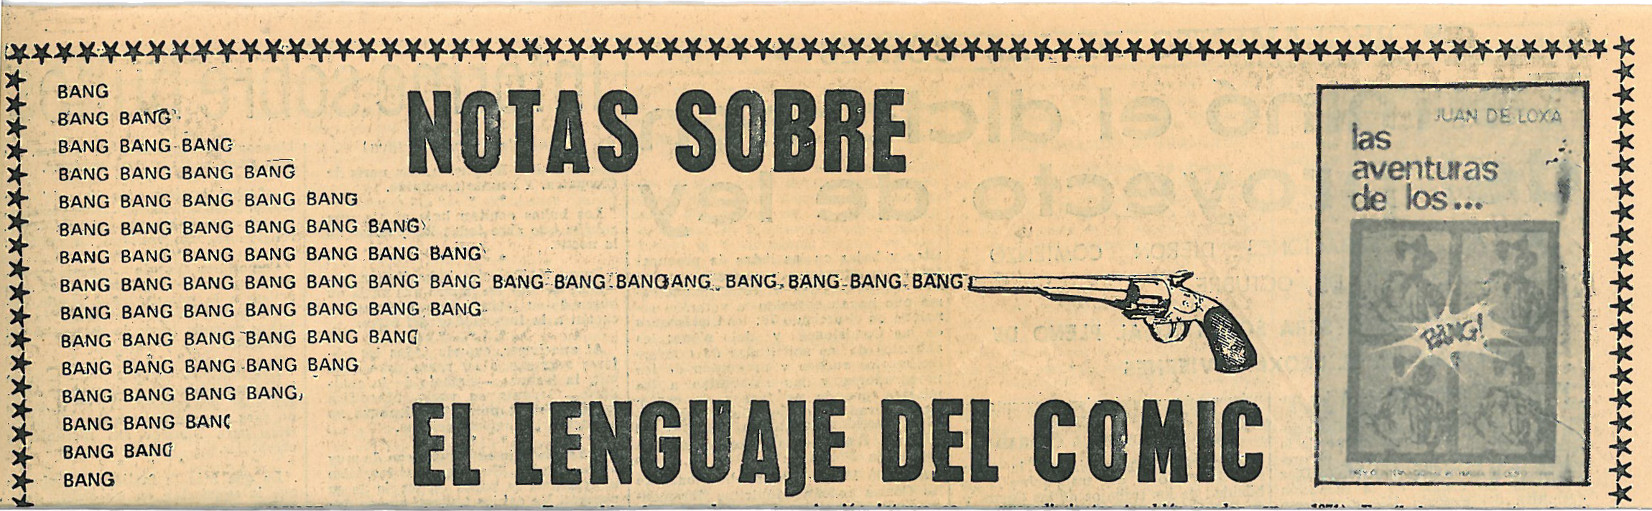 BANG
BANG BANG
BANG BANG BANG
BANG BANG BANG BANG
BANG BANG BANG BANG BANG
BANG BANG BANG BANG BANG BANG
BANG BANG BANG BANG BANG BANG BANG
BANG BANG BANG BANG BANG BANG BANG BANG BANG BANG BANG BANG BANG BANG BANG
BANG BANG BANG BANG BANG BANG BANG
BANG BANG BANG BANG BANG BANG
BANG BANG BANG BANG BANG
BANG BANG BANG BANG
BANG BANG BANG
BANG BANG
BANG
NOTAS SOBRE
EL LENGUAJE DEL COMIC
JUAN DE LOXA
las
aventuras
de los...
BANG!